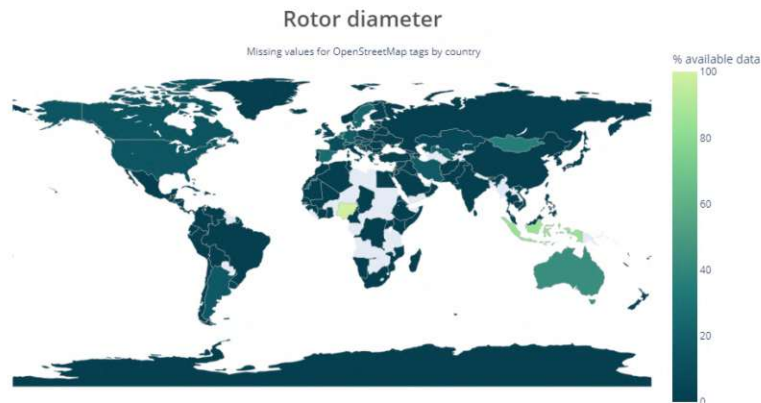 Rotor diameter
Missing values for OpenStreetMap tags by country
% available data
100
80
60
40
20
0